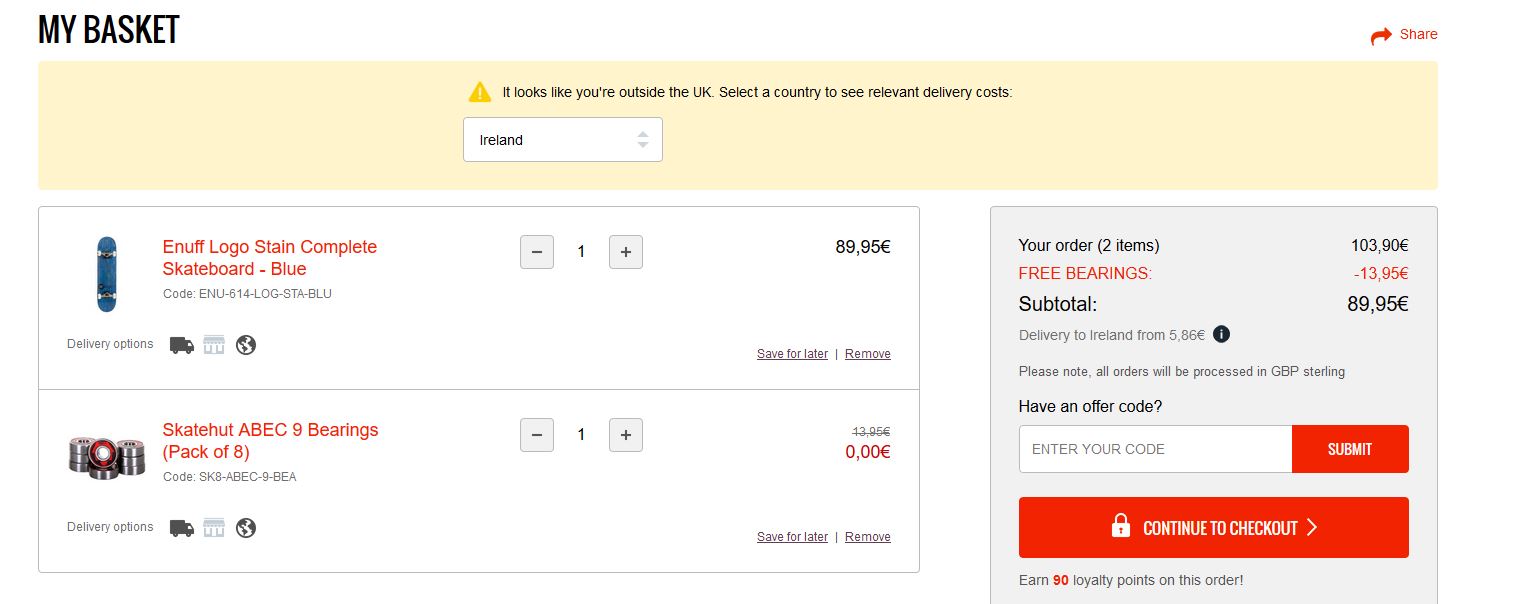 MY BASKET
Share
It looks like you're outside the UK. Select a country to see relevant delivery costs:
Ireland
Enuff Logo Stain Complete
Skateboard - Blue
Code: ENU-614-LOG-STA-BLU
− 1 +
89,95€
Delivery options
Save for later | Remove
Skatehut ABEC 9 Bearings
(Pack of 8)
Code: SK8-ABEC-9-BEA
− 1 +
13,95€
0,00€
Delivery options
Save for later | Remove
Your order (2 items) 103,90€
FREE BEARINGS: -13,95€
Subtotal: 89,95€
Delivery to Ireland from 5,86€ i
Please note, all orders will be processed in GBP sterling
Have an offer code?
ENTER YOUR CODE SUBMIT
CONTINUE TO CHECKOUT
Earn 90 loyalty points on this order!